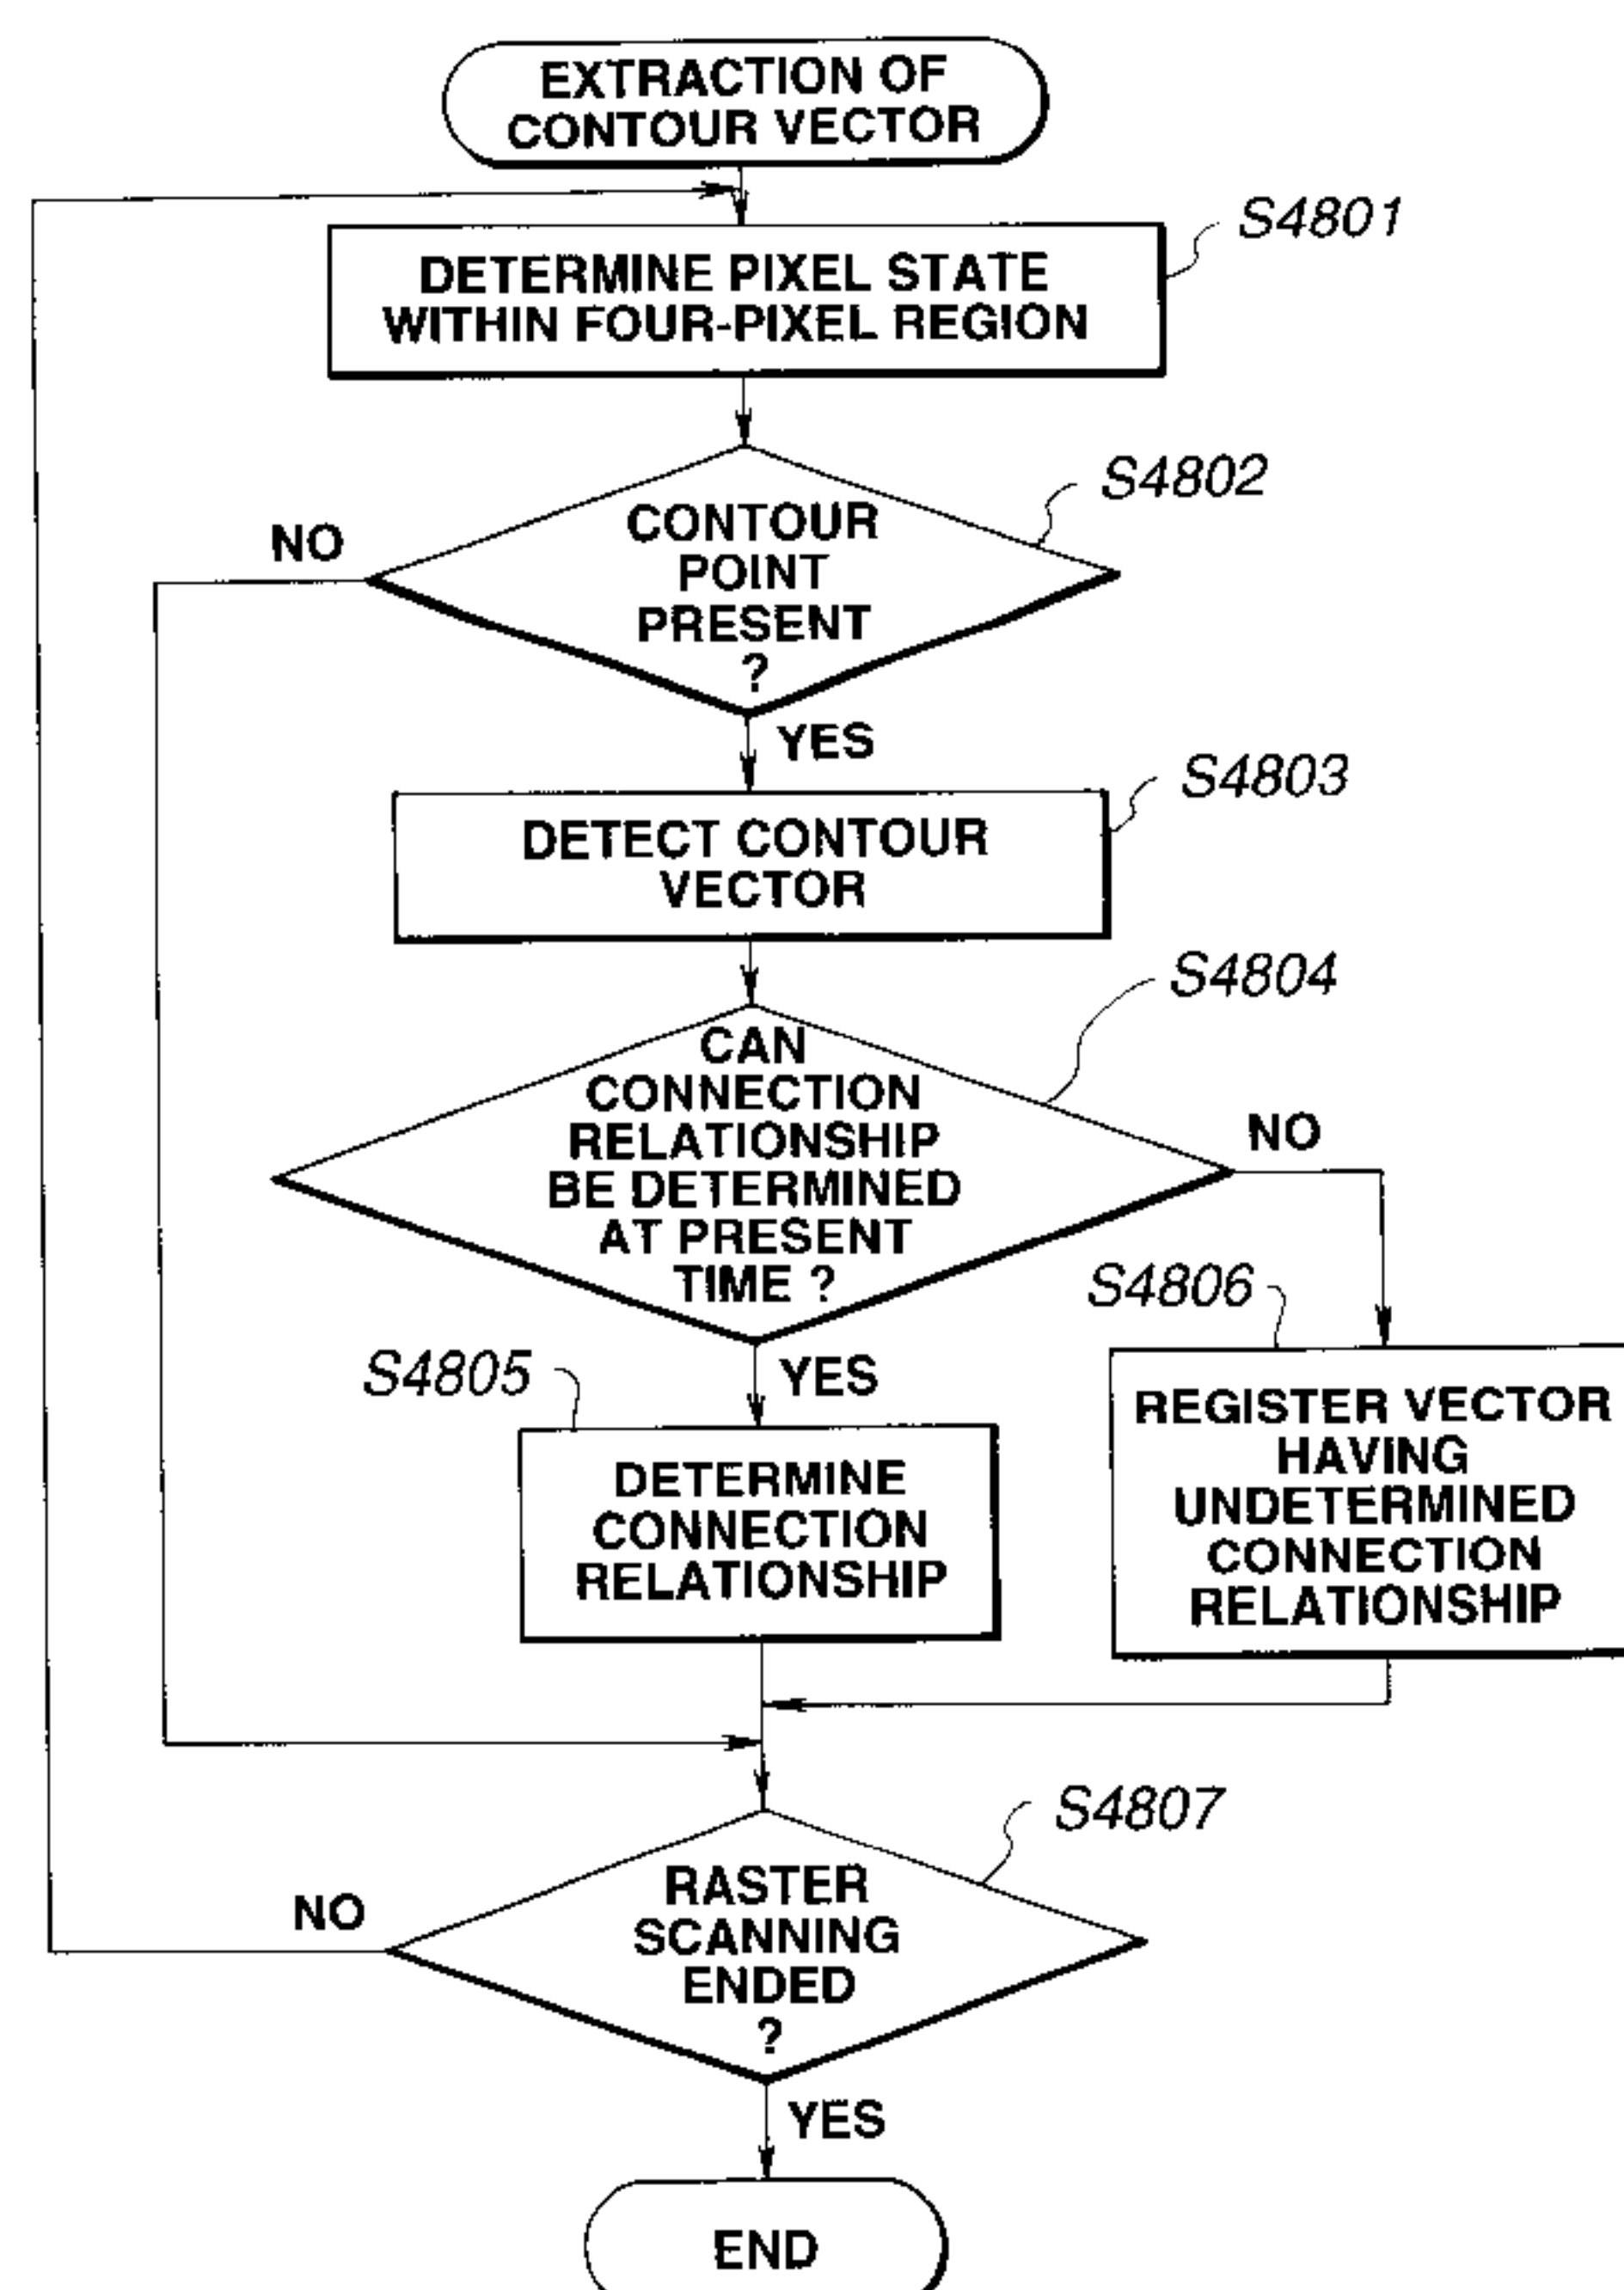 EXTRACTION OF
CONTOUR VECTOR
S4801
DETERMINE PIXEL STATE
WITHIN FOUR-PIXEL REGION
S4802
NO
CONTOUR
POINT
PRESENT
?
YES
S4803
DETECT CONTOUR
VECTOR
S4804
CAN
CONNECTION
RELATIONSHIP
BE DETERMINED
AT PRESENT
TIME ?
NO
YES
S4805
DETERMINE
CONNECTION
RELATIONSHIP
S4806
REGISTER VECTOR
HAVING
UNDETERMINED
CONNECTION
RELATIONSHIP
S4807
NO
RASTER
SCANNING
ENDED
?
YES
END